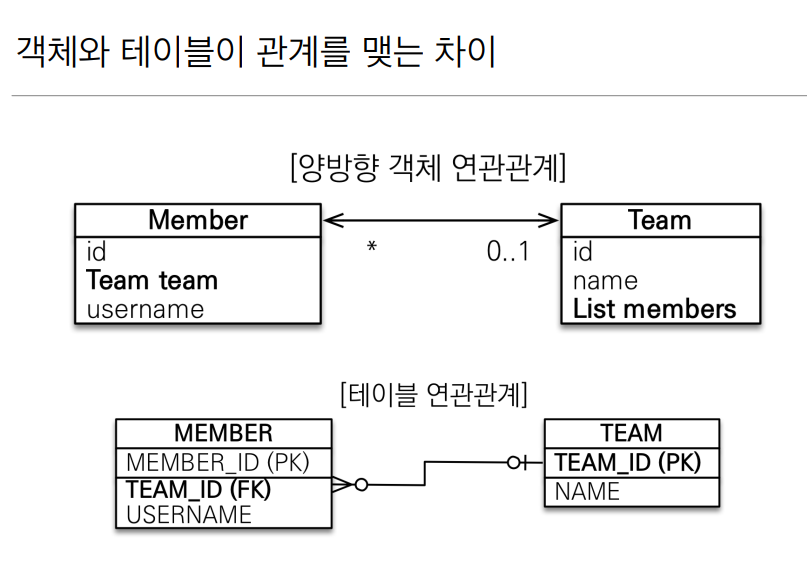 객체와 테이블이 관계를 맺는 차이
[양방향 객체 연관관계]
Member
id
Team team
username
*
0..1
Team
id
name
List members
[테이블 연관관계]
MEMBER
MEMBER_ID (PK)
TEAM_ID (FK)
USERNAME
TEAM
TEAM_ID (PK)
NAME